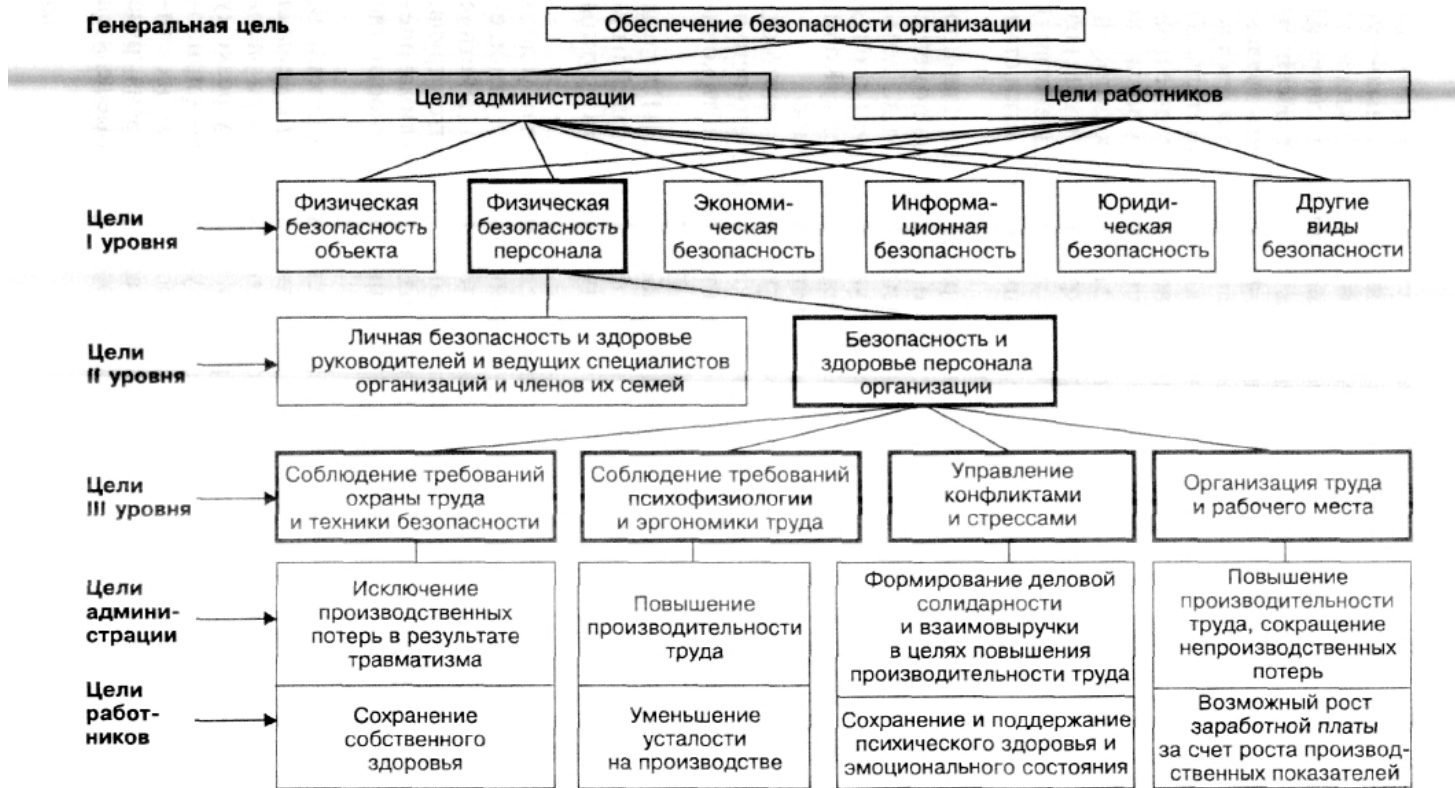 Генеральная цель
Обеспечение безопасности организации
Цели администрации
Цели работников
Цели
I уровня
Физическая
безопасность
объекта
Физическая
безопасность
персонала
Экономи-
ческая
безопасность
Информа-
ционная
безопасность
Юриди-
ческая
безопасность
Другие
виды
безопасности
Цели
II уровня
Личная безопасность и здоровье
руководителей и ведущих специалистов
организаций и членов их семей
Безопасность и
здоровье персонала
организации
Цели
III уровня
Соблюдение требований
охраны труда
и техники безопасности
Соблюдение требований
психофизиологии
и эргономики труда
Управление
конфликтами
и стрессами
Организация труда
и рабочего места
Цели
админи-
страции
Исключение
производственных
потерь в результате
травматизма
Повышение
производительности
труда
Формирование деловой
солидарности
и взаимовыручки
в целях повышения
производительности труда
Повышение
производительности
труда, сокращение
непроизводственных
потерь
Цели
работ-
ников
Сохранение
собственного
здоровья
Уменьшение
усталости
на производстве
Сохранение и поддержание
психического здоровья и
эмоционального состояния
Возможный рост
заработной платы
за счет роста производ-
ственных показателей